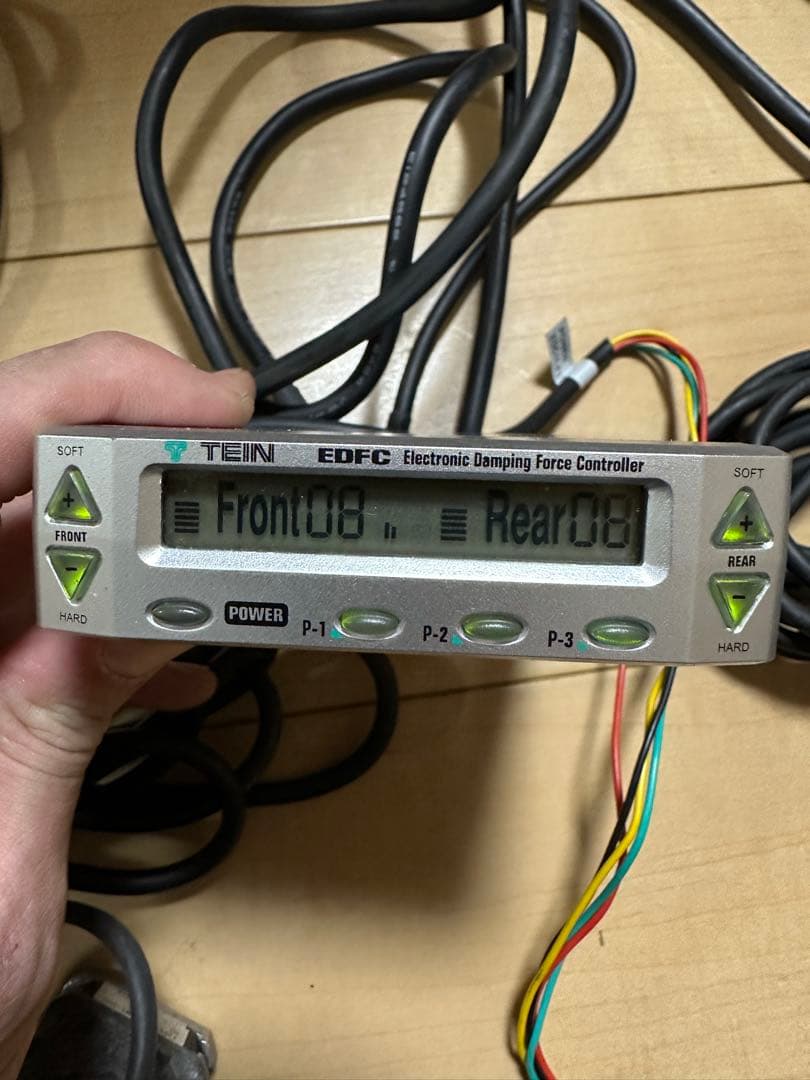 TEIN EDFC Electronic Damping Force Controller
SOFT
+
FRONT
-
HARD
Front08
Rear08
SOFT
+
REAR
-
HARD
POWER
P-1
P-2
P-3